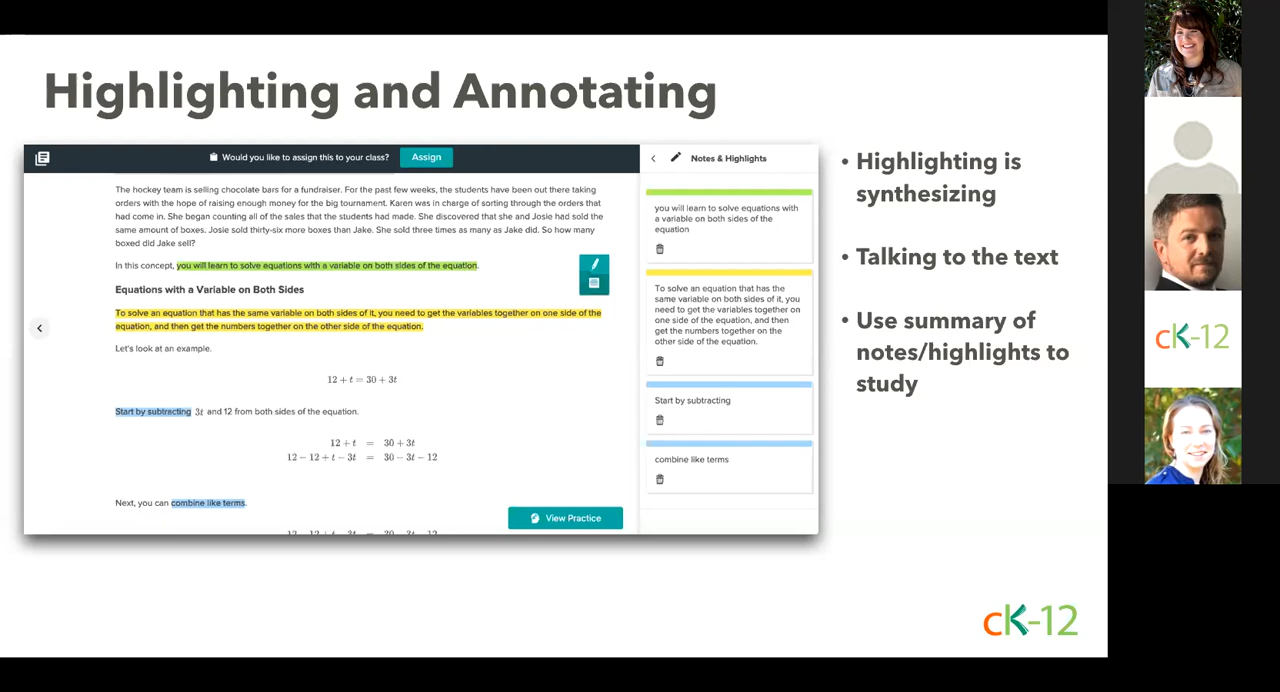 Highlighting and Annotating
Would you like to assign this to your class?
Assign
The hockey team is selling chocolate bars for a fundraiser. For the past few weeks, the students have been out there taking
orders with the hope of raising enough money for the big tournament. Karen was in charge of sorting through the orders that
had come in. She began counting all of the sales that the students had made. She discovered that she and Josie had sold the
same amount of boxes. Josie sold thirty-six more boxes than Jake. She sold three times as many as Jake did. So how many
boxed did Jake sell?
In this concept, you will learn to solve equations with a variable on both sides of the equation.
Equations with a Variable on Both Sides
To solve an equation that has the same variable on both sides of it, you need to get the variables together on one side of the
equation, and then get the numbers together on the other side of the equation.
Let's look at an example.
12 + t = 30 + 3t
Start by subtracting 3t and 12 from both sides of the equation.
12 + t = 30 + 3t
12 − 12 + t − 3t = 30 − 3t − 12
Next, you can combine like terms.
View Practice
Notes & Highlights
you will learn to solve equations with
a variable on both sides of the
equation
To solve an equation that has the
same variable on both sides of it, you
need to get the variables together on
one side of the equation, and then
get the numbers together on the
other side of the equation.
Start by subtracting
combine like terms
• Highlighting is
synthesizing
• Talking to the text
• Use summary of
notes/highlights to
study
cK-12
cK-12